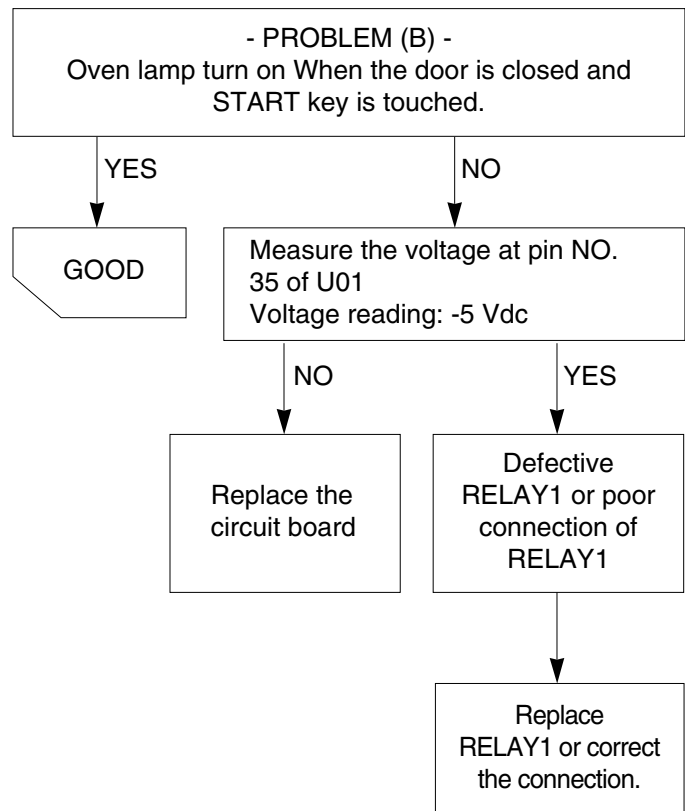 - PROBLEM (B) -
Oven lamp turn on When the door is closed and
START key is touched.
YES
NO
GOOD
Measure the voltage at pin NO.
35 of U01
Voltage reading: -5 Vdc
NO
YES
Replace the
circuit board
Defective
RELAY1 or poor
connection of
RELAY1
Replace
RELAY1 or correct
the connection.